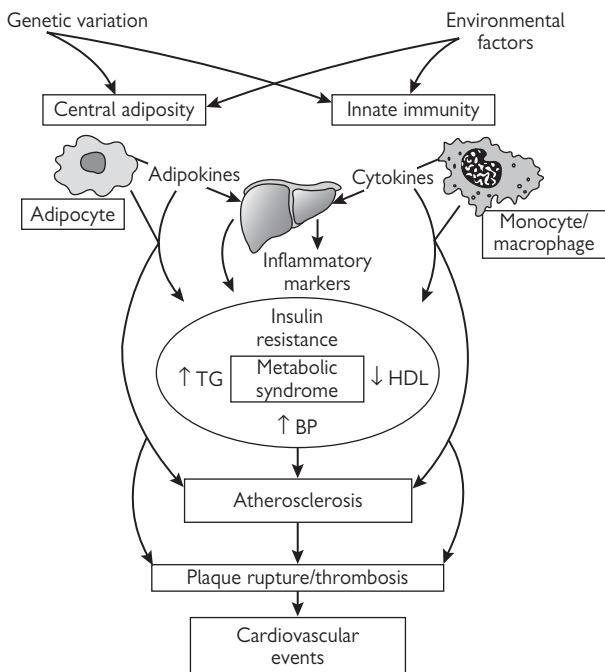 Genetic variation
Environmental
factors
Central adiposity
Innate immunity
Adipokines
Cytokines
Adipocyte
Monocyte/
macrophage
Inflammatory
markers
Insulin
resistance
↑ TG
Metabolic
syndrome
↓ HDL
↑ BP
Atherosclerosis
Plaque rupture/thrombosis
Cardiovascular
events